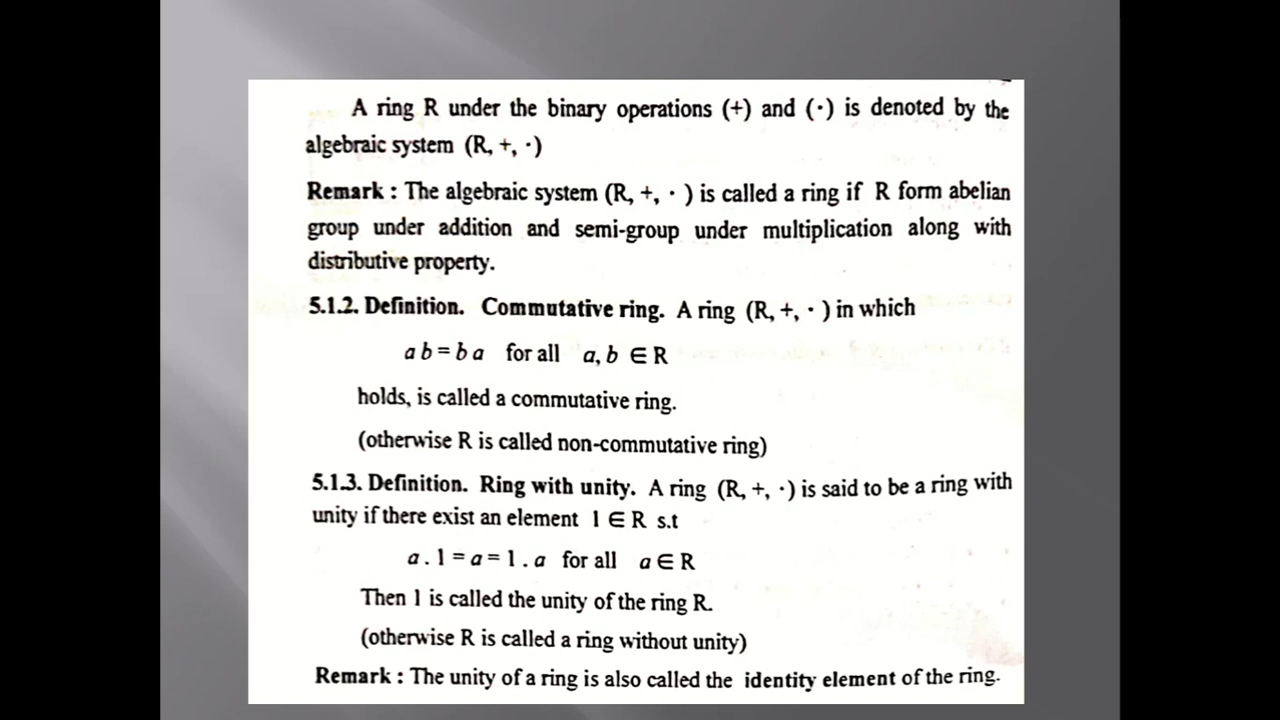 A ring R under the binary operations (+) and (·) is denoted by the
algebraic system (R, +, ·)
Remark : The algebraic system (R, +, · ) is called a ring if R form abelian
group under addition and semi-group under multiplication along with
distributive property.
5.1.2. Definition. Commutative ring. A ring (R, +, · ) in which
a b = b a for all a, b ∈ R
holds, is called a commutative ring.
(otherwise R is called non-commutative ring)
5.1.3. Definition. Ring with unity. A ring (R, +, ·) is said to be a ring with
unity if there exist an element 1 ∈ R s.t
a . 1 = a = 1 . a for all a ∈ R
Then 1 is called the unity of the ring R.
(otherwise R is called a ring without unity)
Remark : The unity of a ring is also called the identity element of the ring.